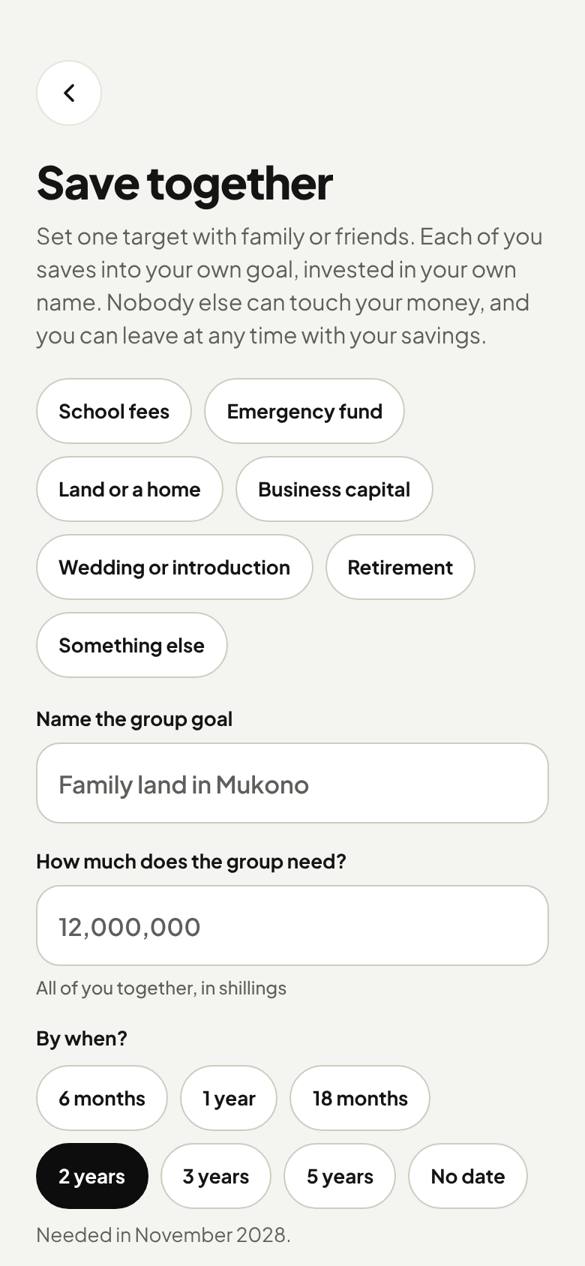 Save together
Set one target with family or friends. Each of you
saves into your own goal, invested in your own
name. Nobody else can touch your money, and
you can leave at any time with your savings.
School fees
Emergency fund
Land or a home
Business capital
Wedding or introduction
Retirement
Something else
Name the group goal
Family land in Mukono
How much does the group need?
12,000,000
All of you together, in shillings
By when?
6 months
1 year
18 months
2 years
3 years
5 years
No date
Needed in November 2028.